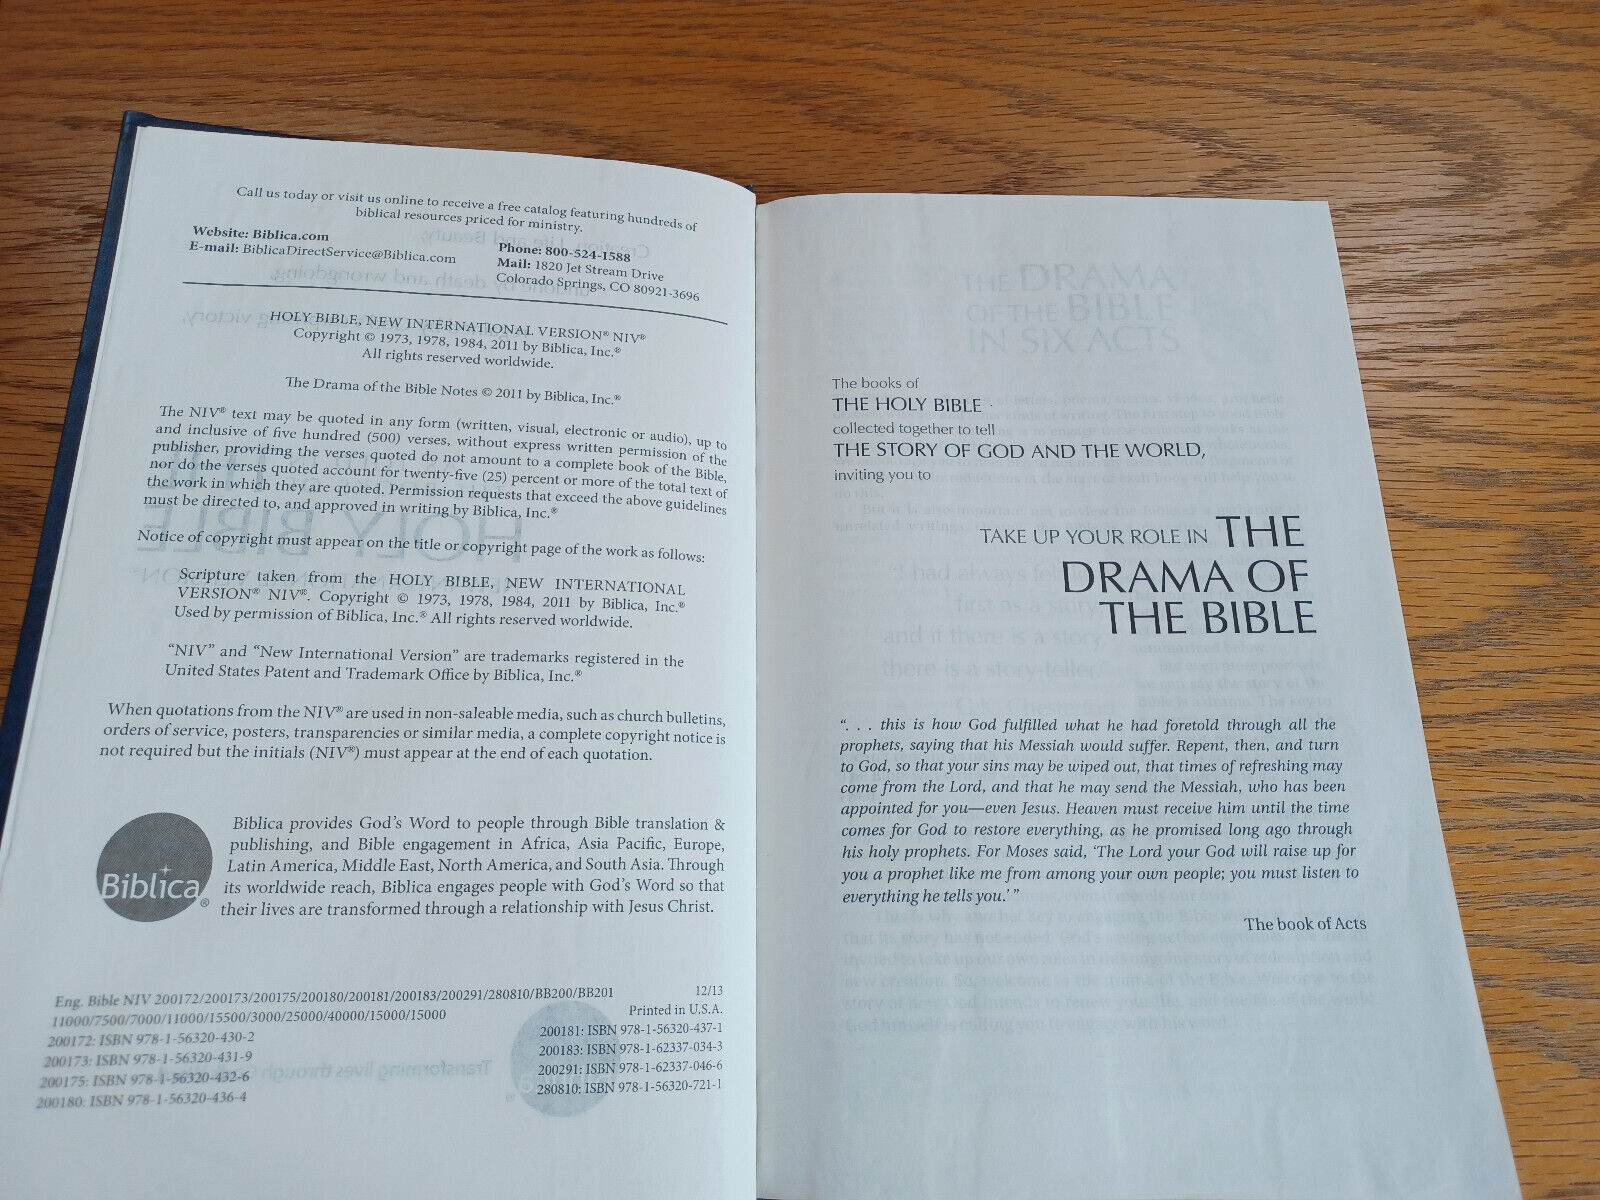 Call us today or visit us online to receive a free catalog featuring hundreds of
biblical resources priced for ministry.
Website: Biblica.com
E-mail: BiblicaDirectService@Biblica.com
Phone: 800-524-1588
Mail: 1820 Jet Stream Drive
Colorado Springs, CO 80921-3696
HOLY BIBLE, NEW INTERNATIONAL VERSION® NIV®
Copyright © 1973, 1978, 1984, 2011 by Biblica, Inc.®
All rights reserved worldwide.
The Drama of the Bible Notes © 2011 by Biblica, Inc.®
The NIV® text may be quoted in any form (written, visual, electronic or audio), up to
and inclusive of five hundred (500) verses, without express written permission of the
publisher, providing the verses quoted do not amount to a complete book of the Bible,
nor do the verses quoted account for twenty-five (25) percent or more of the total text of
the work in which they are quoted. Permission requests that exceed the above guidelines
must be directed to, and approved in writing by Biblica, Inc.®
Notice of copyright must appear on the title or copyright page of the work as follows:
Scripture taken from the HOLY BIBLE, NEW INTERNATIONAL
VERSION® NIV®. Copyright © 1973, 1978, 1984, 2011 by Biblica, Inc.®
Used by permission of Biblica, Inc.® All rights reserved worldwide.
“NIV” and “New International Version” are trademarks registered in the
United States Patent and Trademark Office by Biblica, Inc.®
When quotations from the NIV® are used in non-saleable media, such as church bulletins,
orders of service, posters, transparencies or similar media, a complete copyright notice is
not required but the initials (NIV®) must appear at the end of each quotation.
Biblica®
Biblica provides God’s Word to people through Bible translation &
publishing, and Bible engagement in Africa, Asia Pacific, Europe,
Latin America, Middle East, North America, and South Asia. Through
its worldwide reach, Biblica engages people with God’s Word so that
their lives are transformed through a relationship with Jesus Christ.
Eng. Bible NIV 200172/200173/200175/200180/200181/200183/200291/280810/BB200/BB201
12/13
11000/7500/7000/11000/15500/3000/25000/40000/15000/15000
Printed in U.S.A.
200172: ISBN 978-1-56320-430-2
200173: ISBN 978-1-56320-431-9
200175: ISBN 978-1-56320-432-6
200180: ISBN 978-1-56320-436-4
200181: ISBN 978-1-56320-437-1
200183: ISBN 978-1-62337-034-3
200291: ISBN 978-1-62337-046-6
280810: ISBN 978-1-56320-721-1
THE DRAMA
OF THE BIBLE
IN SIX ACTS
The books of
THE HOLY BIBLE
collected together to tell
THE STORY OF GOD AND THE WORLD,
inviting you to
TAKE UP YOUR ROLE IN THE
DRAMA OF
THE BIBLE
“. . . this is how God fulfilled what he had foretold through all the
prophets, saying that his Messiah would suffer. Repent, then, and turn
to God, so that your sins may be wiped out, that times of refreshing may
come from the Lord, and that he may send the Messiah, who has been
appointed for you—even Jesus. Heaven must receive him until the time
comes for God to restore everything, as he promised long ago through
his holy prophets. For Moses said, ‘The Lord your God will raise up for
you a prophet like me from among your own people; you must listen to
everything he tells you.’ ”
The book of Acts